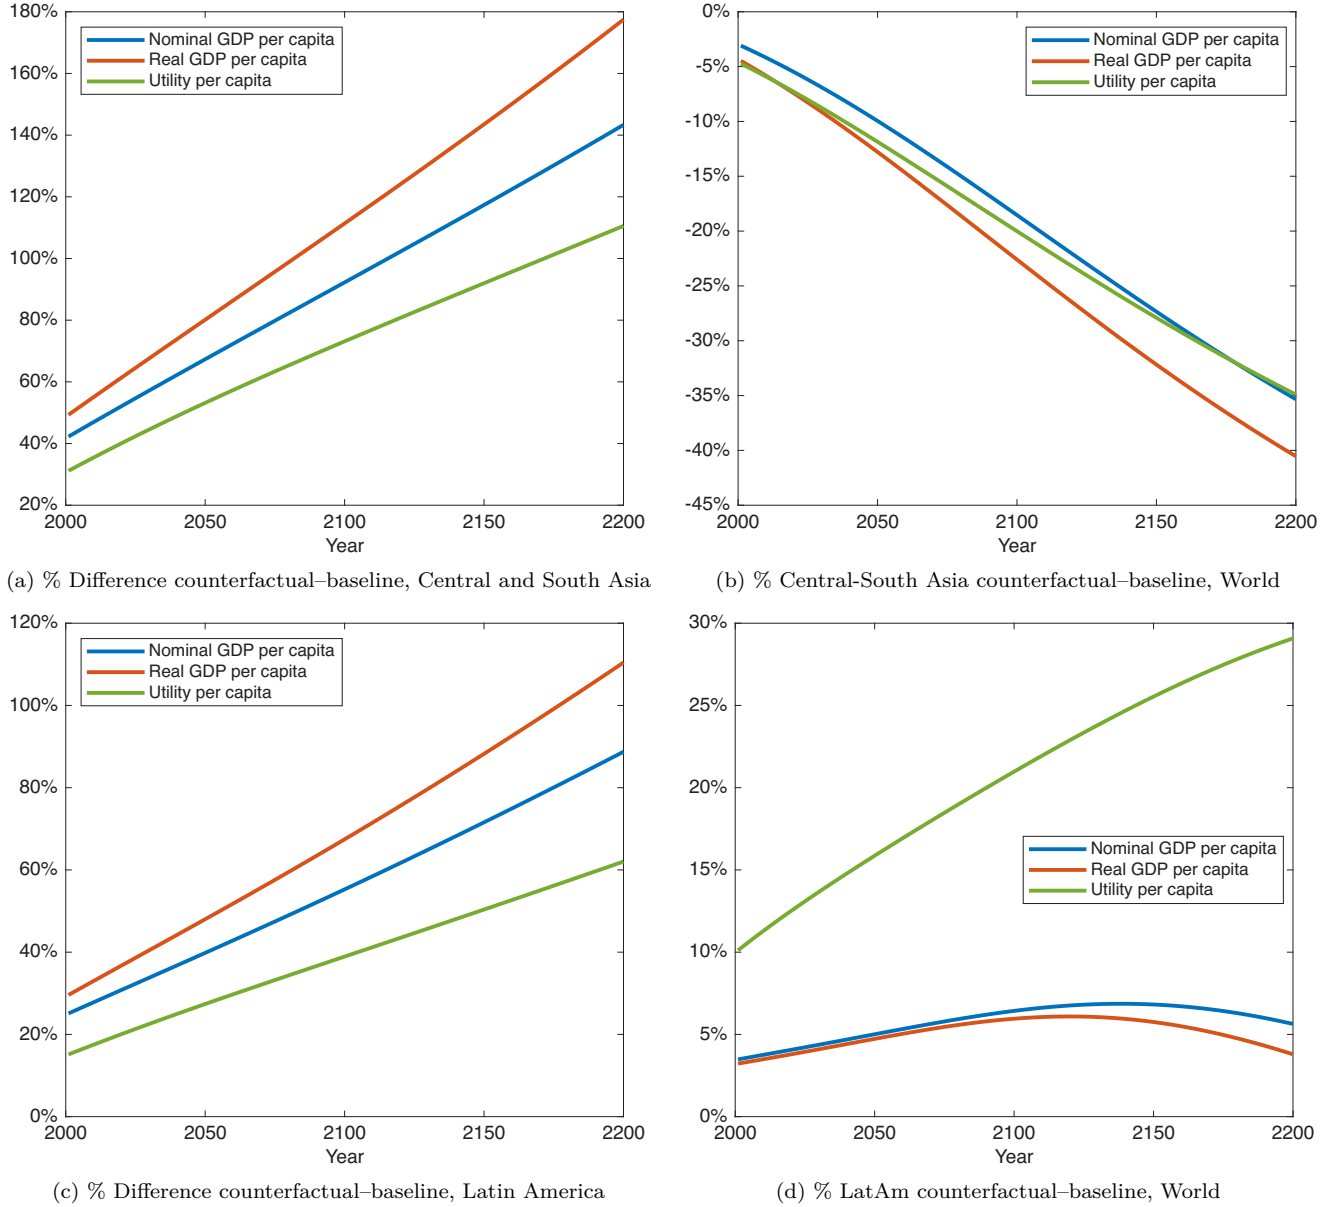 180%
160%
140%
120%
100%
80%
60%
40%
20%
Nominal GDP per capita
Real GDP per capita
Utility per capita
2000 2050 2100 2150 2200
Year
(a) % Difference counterfactual–baseline, Central and South Asia
0%
-5%
-10%
-15%
-20%
-25%
-30%
-35%
-40%
-45%
Nominal GDP per capita
Real GDP per capita
Utility per capita
2000 2050 2100 2150 2200
Year
(b) % Central-South Asia counterfactual–baseline, World
120%
100%
80%
60%
40%
20%
0%
Nominal GDP per capita
Real GDP per capita
Utility per capita
2000 2050 2100 2150 2200
Year
(c) % Difference counterfactual–baseline, Latin America
30%
25%
20%
15%
10%
5%
0%
Nominal GDP per capita
Real GDP per capita
Utility per capita
2000 2050 2100 2150 2200
Year
(d) % LatAm counterfactual–baseline, World